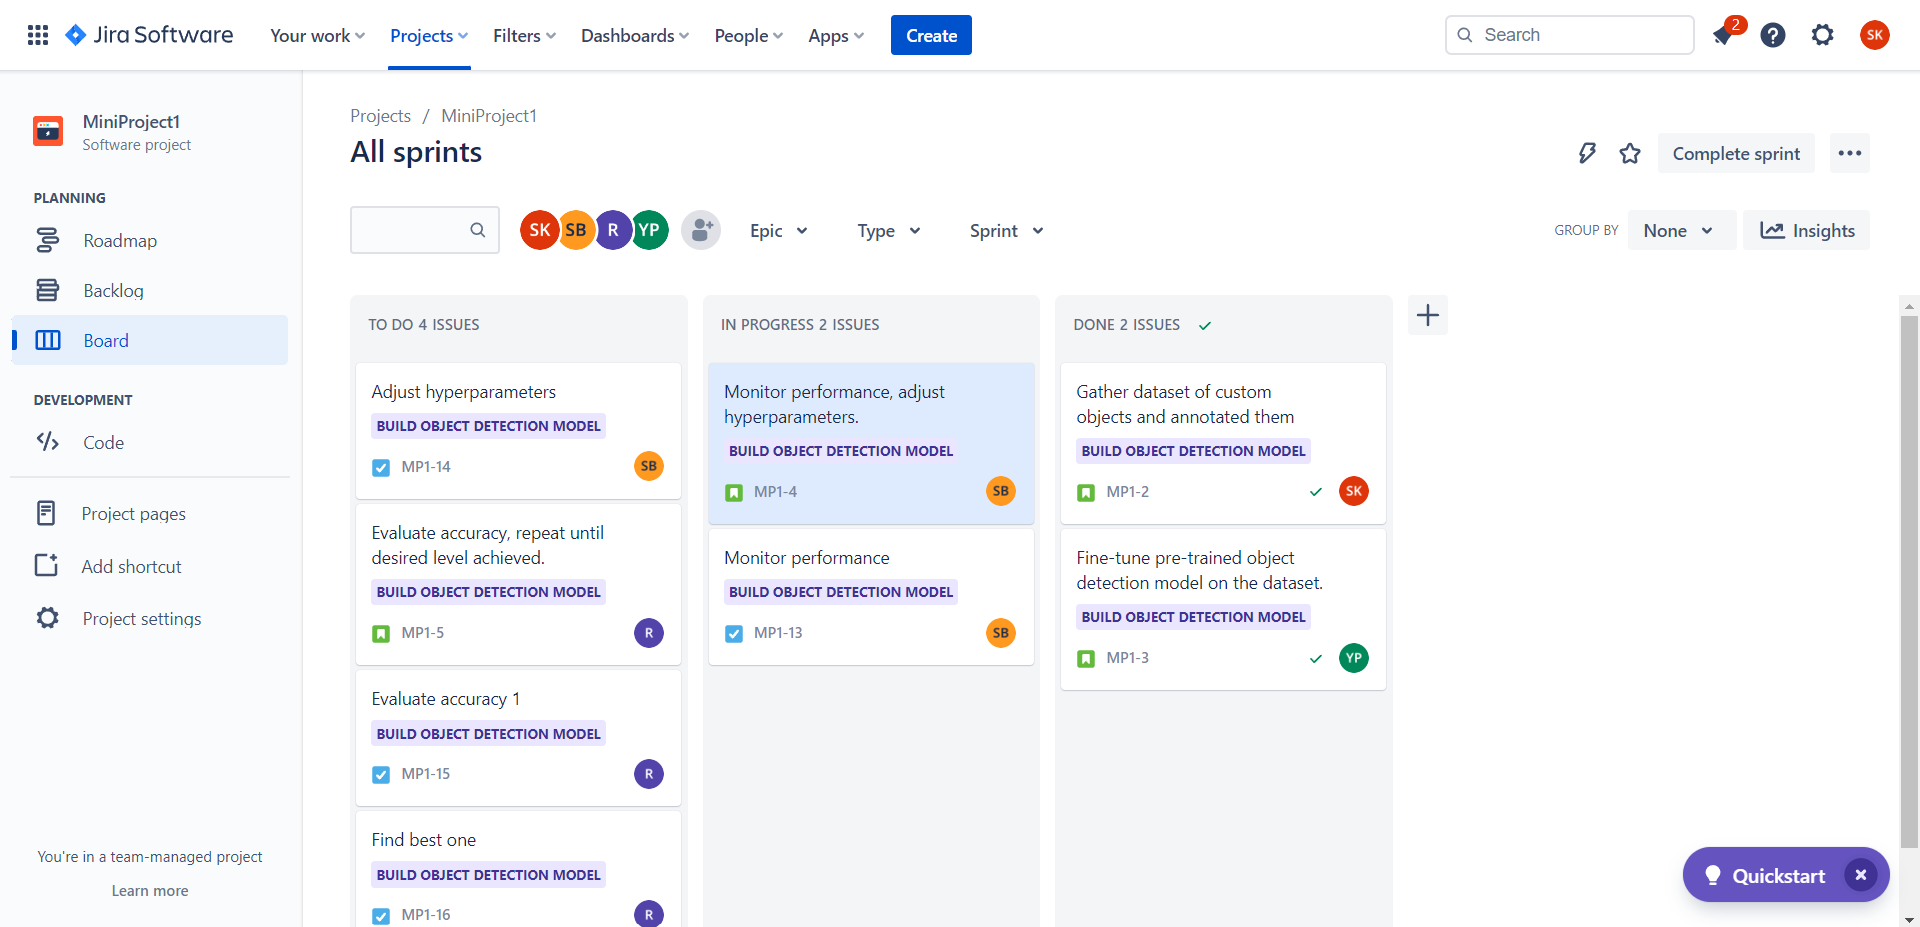 Jira Software
Your work
Projects
Filters
Dashboards
People
Apps
Create
Search
2
SK
MiniProject1
Software project
PLANNING
Roadmap
Backlog
Board
DEVELOPMENT
Code
Project pages
Add shortcut
Project settings
You're in a team-managed project
Learn more
Projects / MiniProject1
All sprints
Complete sprint
SK
SB
R
YP
Epic
Type
Sprint
GROUP BY
None
Insights
TO DO 4 ISSUES
Adjust hyperparameters
BUILD OBJECT DETECTION MODEL
MP1-14
SB
Evaluate accuracy, repeat until
desired level achieved.
BUILD OBJECT DETECTION MODEL
MP1-5
R
Evaluate accuracy 1
BUILD OBJECT DETECTION MODEL
MP1-15
R
Find best one
BUILD OBJECT DETECTION MODEL
MP1-16
R
IN PROGRESS 2 ISSUES
Monitor performance, adjust
hyperparameters.
BUILD OBJECT DETECTION MODEL
MP1-4
SB
Monitor performance
BUILD OBJECT DETECTION MODEL
MP1-13
SB
DONE 2 ISSUES
Gather dataset of custom
objects and annotated them
BUILD OBJECT DETECTION MODEL
MP1-2
SK
Fine-tune pre-trained object
detection model on the dataset.
BUILD OBJECT DETECTION MODEL
MP1-3
YP
Quickstart